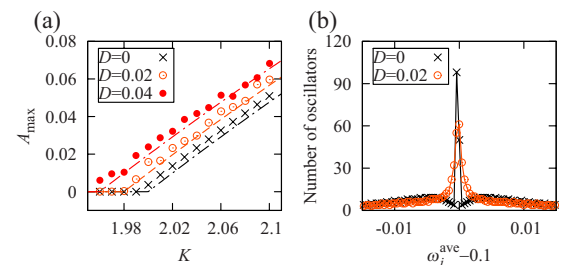 (a)
0.08
0.06
0.04
0.02
0
A_max
D=0
D=0.02
D=0.04
1.98 2.02 2.06 2.1
K
(b)
120
90
60
30
0
Number of oscillators
D=0
D=0.02
-0.01 0 0.01
ω_i^ave−0.1